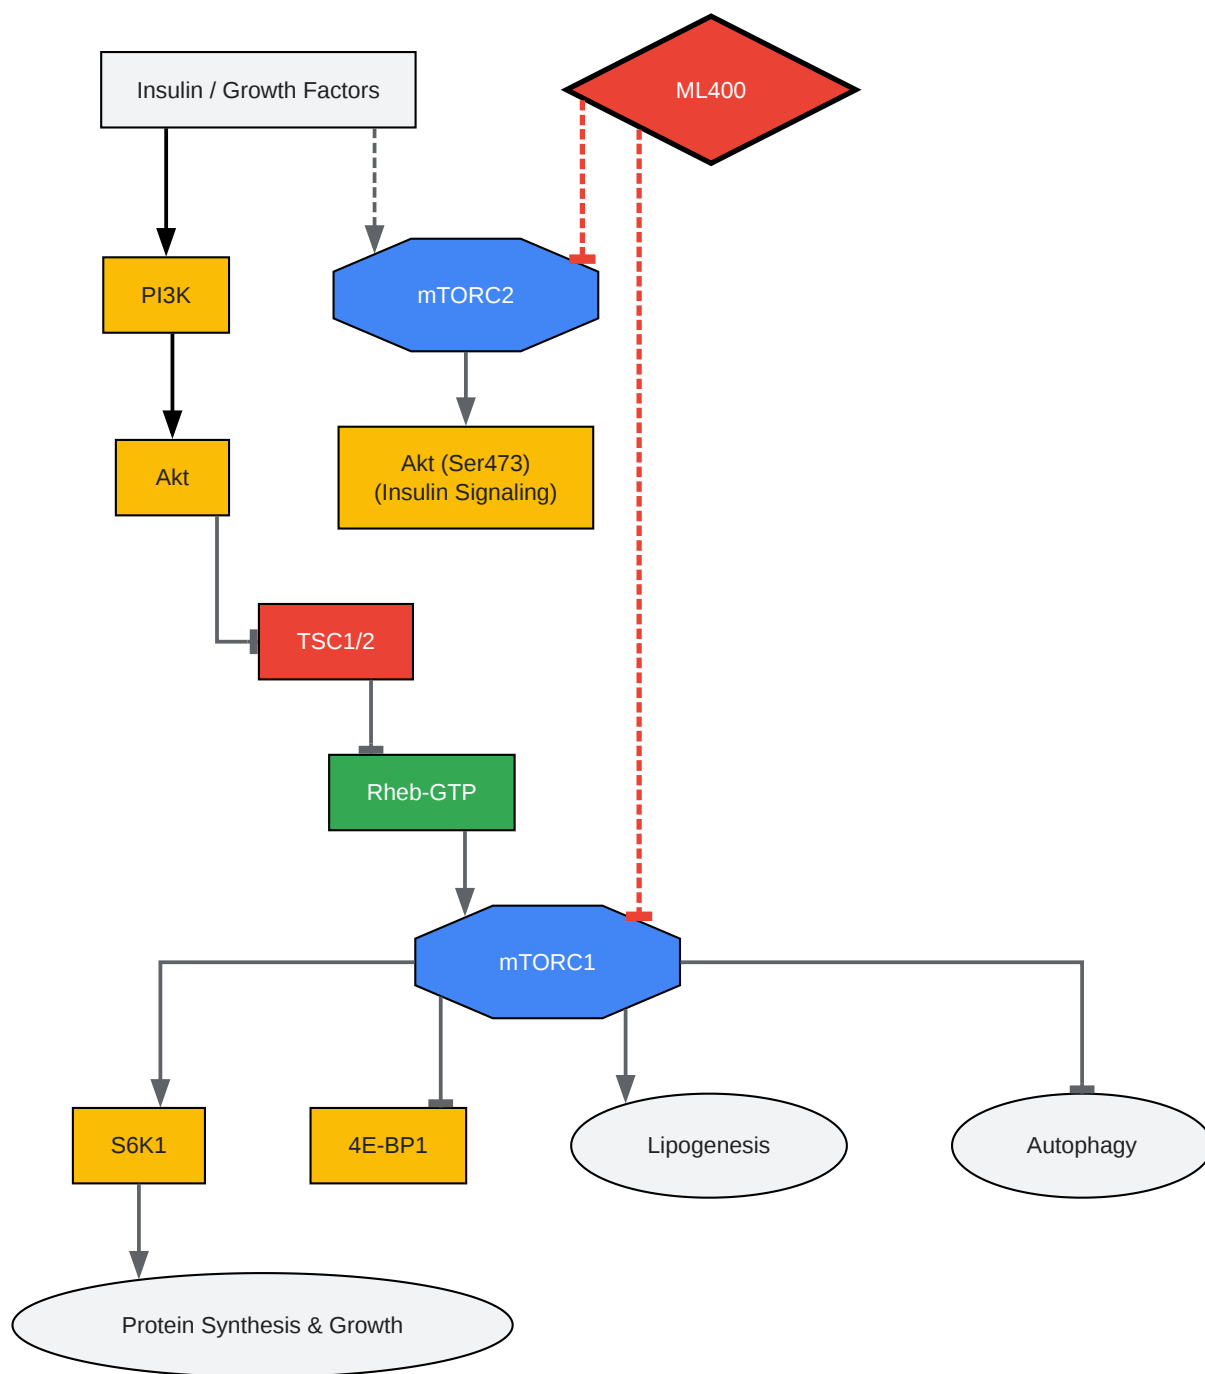 Insulin / Growth Factors
ML400
PI3K
mTORC2
Akt
Akt (Ser473)
(Insulin Signaling)
TSC1/2
Rheb-GTP
mTORC1
S6K1
4E-BP1
Lipogenesis
Autophagy
Protein Synthesis & Growth